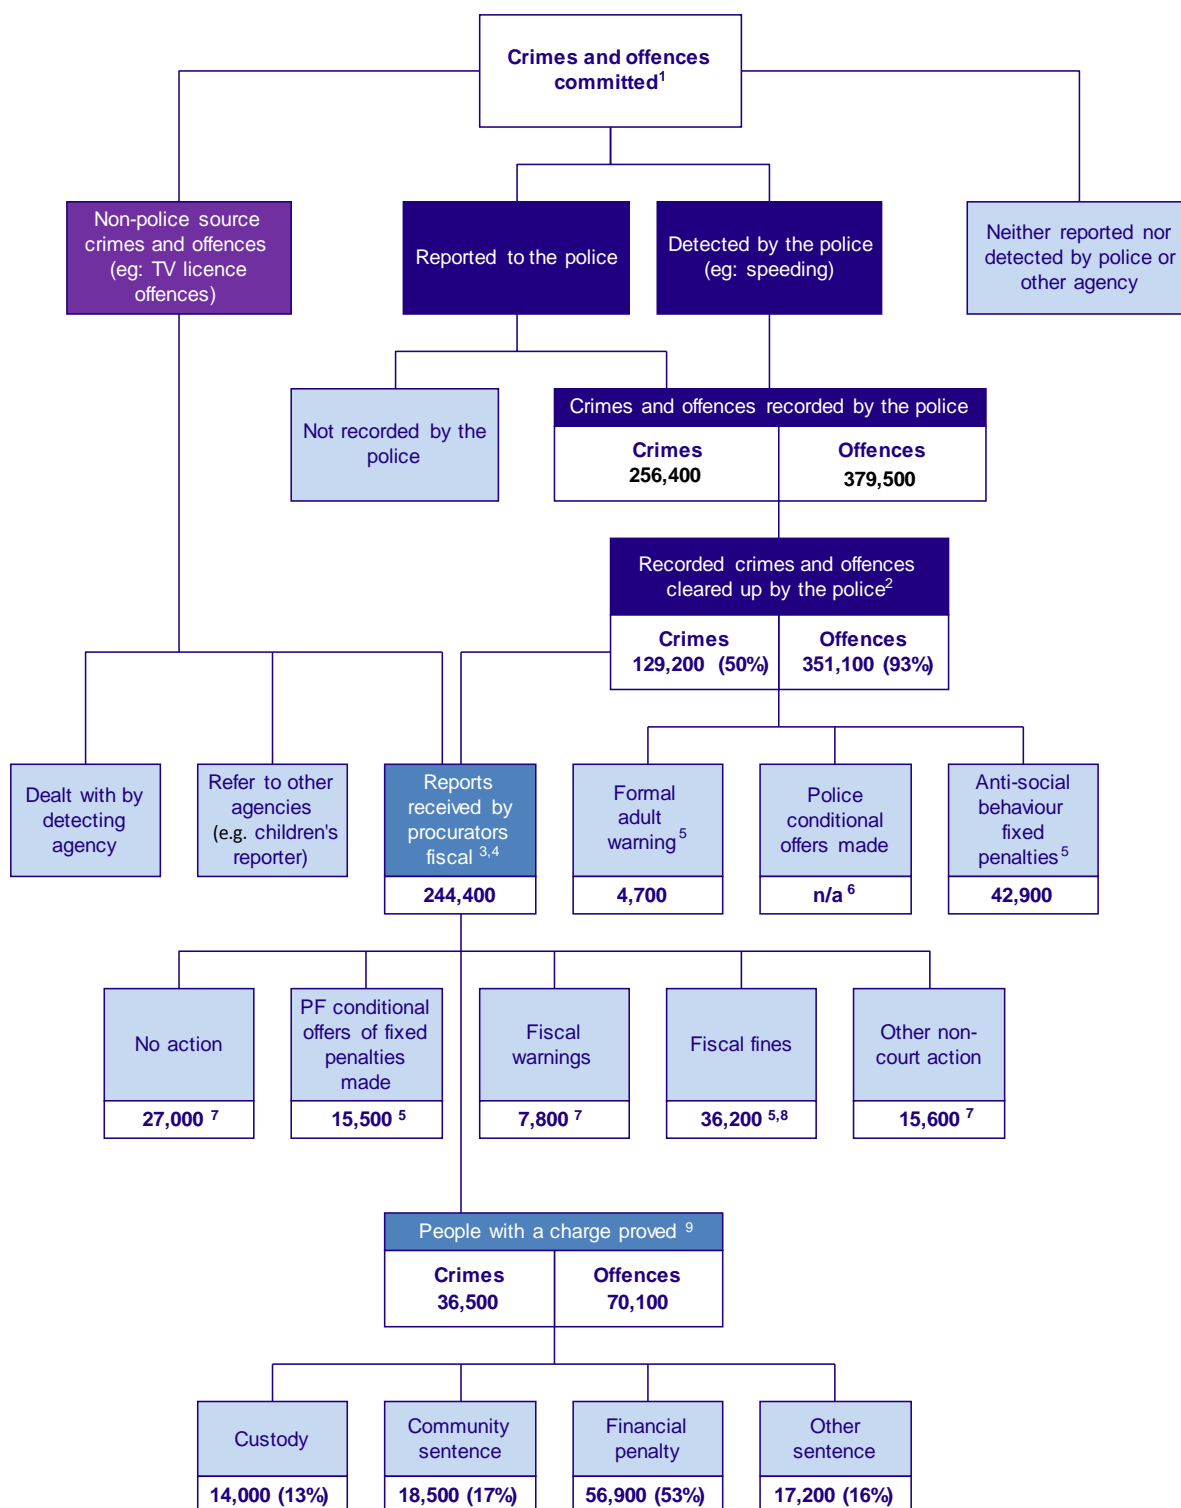 Crimes and offences
committed1
Non-police source
crimes and offences
(eg: TV licence
offences)
Reported to the police
Detected by the police
(eg: speeding)
Neither reported nor
detected by police or
other agency
Not recorded by the
police
Crimes and offences recorded by the police
Crimes
256,400
Offences
379,500
Recorded crimes and offences
cleared up by the police2
Crimes
129,200 (50%)
Offences
351,100 (93%)
Dealt with by
detecting
agency
Refer to other
agencies
(e.g. children's
reporter)
Reports
received by
procurators
fiscal 3,4
244,400
Formal
adult
warning5
4,700
Police
conditional
offers made
n/a 6
Anti-social
behaviour
fixed
penalties5
42,900
No action
27,000 7
PF conditional
offers of fixed
penalties
made
15,500 5
Fiscal
warnings
7,800 7
Fiscal fines
36,200 5,8
Other non-
court action
15,600 7
People with a charge proved 9
Crimes
36,500
Offences
70,100
Custody
14,000 (13%)
Community
sentence
18,500 (17%)
Financial
penalty
56,900 (53%)
Other
sentence
17,200 (16%)